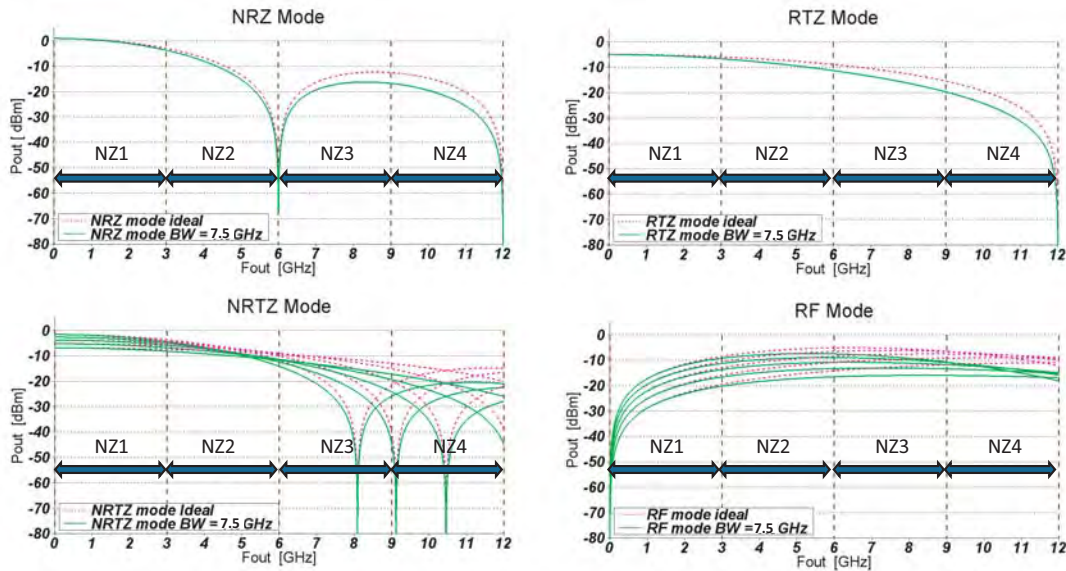 NRZ Mode
Pout [ dBm]
0
-10
-20
-30
-40
-50
-60
-70
-80
NZ1 NZ2 NZ3 NZ4
NRZ mode ideal
NRZ mode BW = 7.5 GHz
0 1 2 3 4 5 6 7 8 9 10 11 12
Fout [GHz]
RTZ Mode
Pout [ dBm]
0
-10
-20
-30
-40
-50
-60
-70
-80
NZ1 NZ2 NZ3 NZ4
RTZ mode ideal
RTZ mode BW = 7.5 GHz
0 1 2 3 4 5 6 7 8 9 10 11 12
Fout [GHz]
NRTZ Mode
Pout [ dBm]
0
-10
-20
-30
-40
-50
-60
-70
-80
NZ1 NZ2 NZ3 NZ4
NRTZ mode Ideal
NRTZ mode BW = 7.5 GHz
0 1 2 3 4 5 6 7 8 9 10 11 12
Fout [GHz]
RF Mode
Pout [ dBm]
0
-10
-20
-30
-40
-50
-60
-70
-80
NZ1 NZ2 NZ3 NZ4
RF mode ideal
RF mode BW =7.5 GHz
0 1 2 3 4 5 6 7 8 9 10 11 12
Fout [GHz]